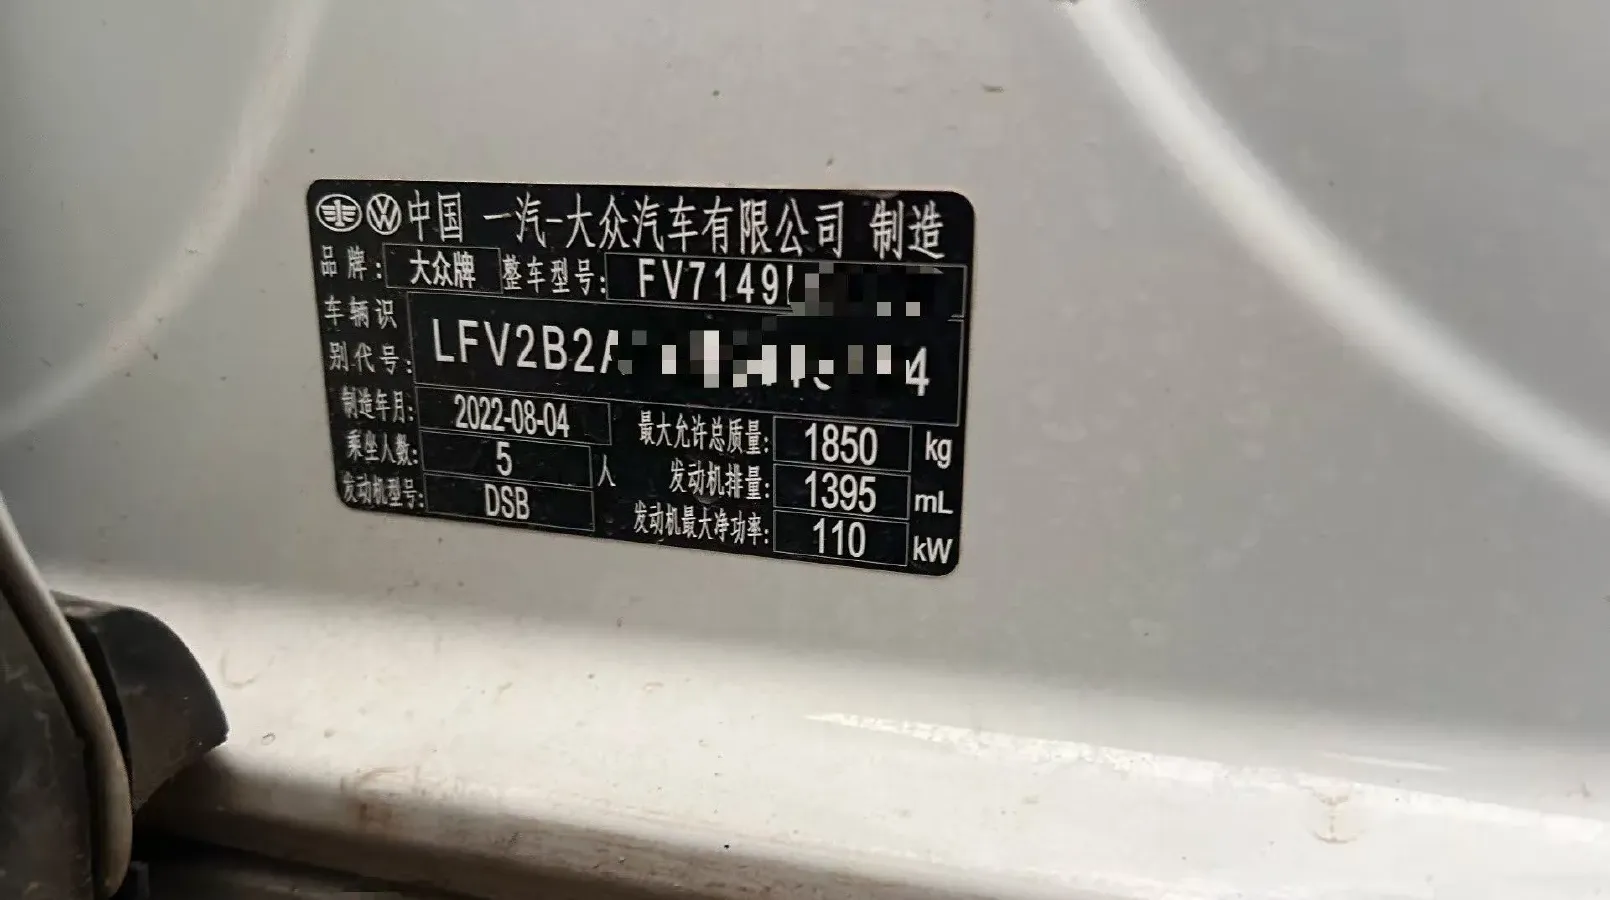 中国 一汽-大众汽车有限公司 制造
品牌: 大众牌 整车型号: FV7149
车辆识别代号: LFV2B2A 4
制造年月: 2022-08-04 最大允许总质量: 1850 kg
乘坐人数: 5 人 发动机排量: 1395 mL
发动机型号: DSB 发动机最大净功率: 110 kW